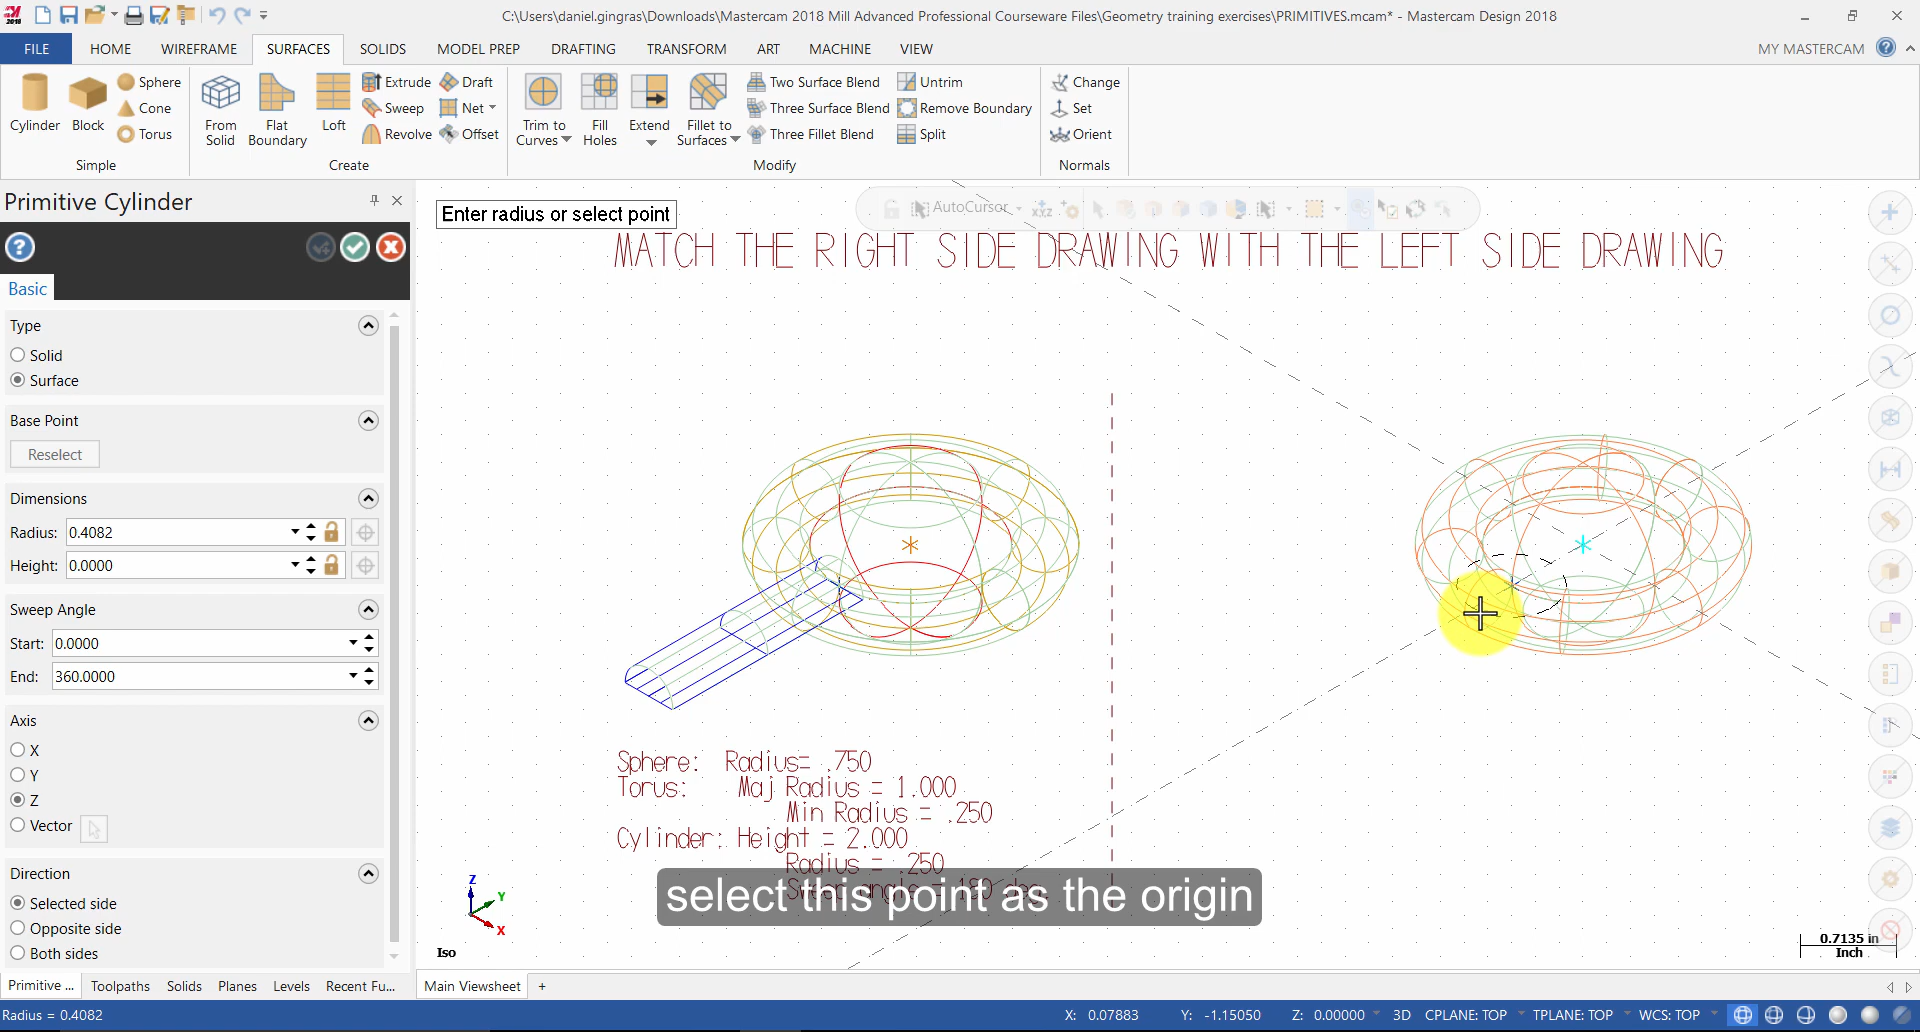 2018
C:\Users\daniel.gingras\Downloads\Mastercam 2018 Mill Advanced Professional Courseware Files\Geometry training exercises\PRIMITIVES.mcam* - Mastercam Design 2018
FILE HOME WIREFRAME SURFACES SOLIDS MODEL PREP DRAFTING TRANSFORM ART MACHINE VIEW MY MASTERCAM
Cylinder Block Sphere Cone Torus
Simple
From Solid Flat Boundary Loft Extrude Sweep Revolve Draft Net Offset
Create
Trim to Curves Fill Holes Extend Fillet to Surfaces Two Surface Blend Three Surface Blend Three Fillet Blend Untrim Remove Boundary Split
Modify
Change Set Orient
Normals
Primitive Cylinder
Basic
Type
Solid
Surface
Base Point
Reselect
Dimensions
Radius: 0.4082
Height: 0.0000
Sweep Angle
Start: 0.0000
End: 360.0000
Axis
X
Y
Z
Vector
Direction
Selected side
Opposite side
Both sides
Primitive ... Toolpaths Solids Planes Levels Recent Fu...
Enter radius or select point
AutoCursor
MATCH THE RIGHT SIDE DRAWING WITH THE LEFT SIDE DRAWING
Sphere: Radius= .750
Torus: Maj Radius = 1.000
Min Radius = .250
Cylinder: Height = 2.000
Radius = .250
Sweep angle = 180 deg.
select this point as the origin
Z
Y
X
Iso
0.7135 in
Inch
Main Viewsheet +
Radius = 0.4082 X: 0.07883 Y: -1.15050 Z: 0.00000 3D CPLANE: TOP TPLANE: TOP WCS: TOP